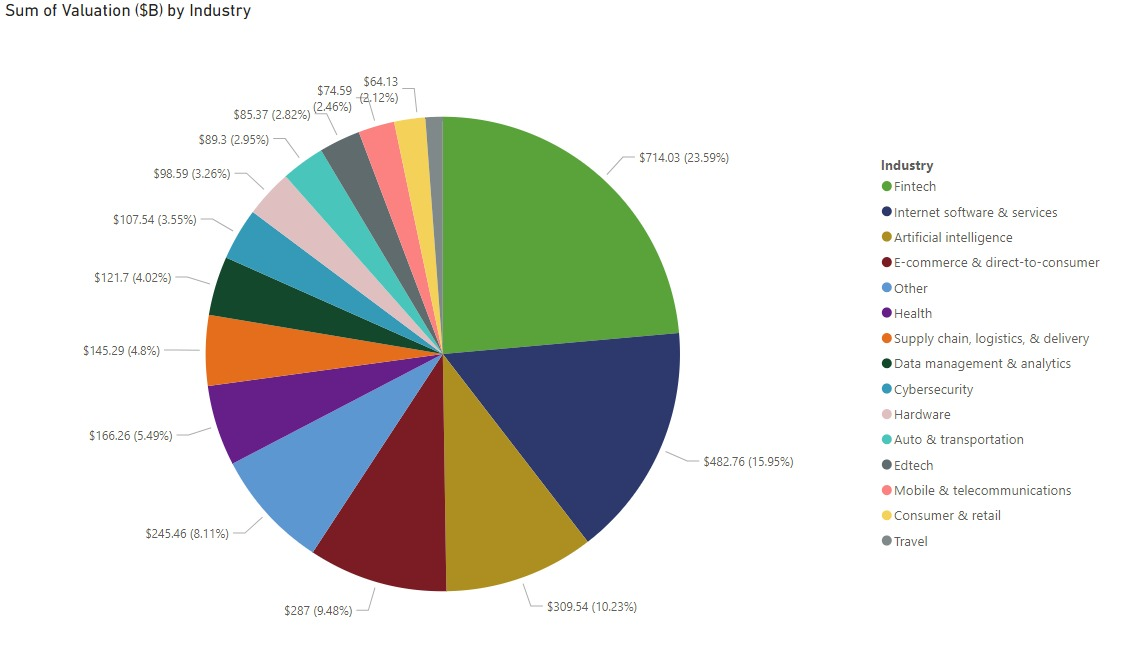 Sum of Valuation ($B) by Industry
$714.03 (23.59%)
$482.76 (15.95%)
$309.54 (10.23%)
$287 (9.48%)
$245.46 (8.11%)
$166.26 (5.49%)
$145.29 (4.8%)
$121.7 (4.02%)
$107.54 (3.55%)
$98.59 (3.26%)
$89.3 (2.95%)
$85.37 (2.82%)
$74.59
(2.46%)
$64.13
(2.12%)
Industry
Fintech
Internet software & services
Artificial intelligence
E-commerce & direct-to-consumer
Other
Health
Supply chain, logistics, & delivery
Data management & analytics
Cybersecurity
Hardware
Auto & transportation
Edtech
Mobile & telecommunications
Consumer & retail
Travel